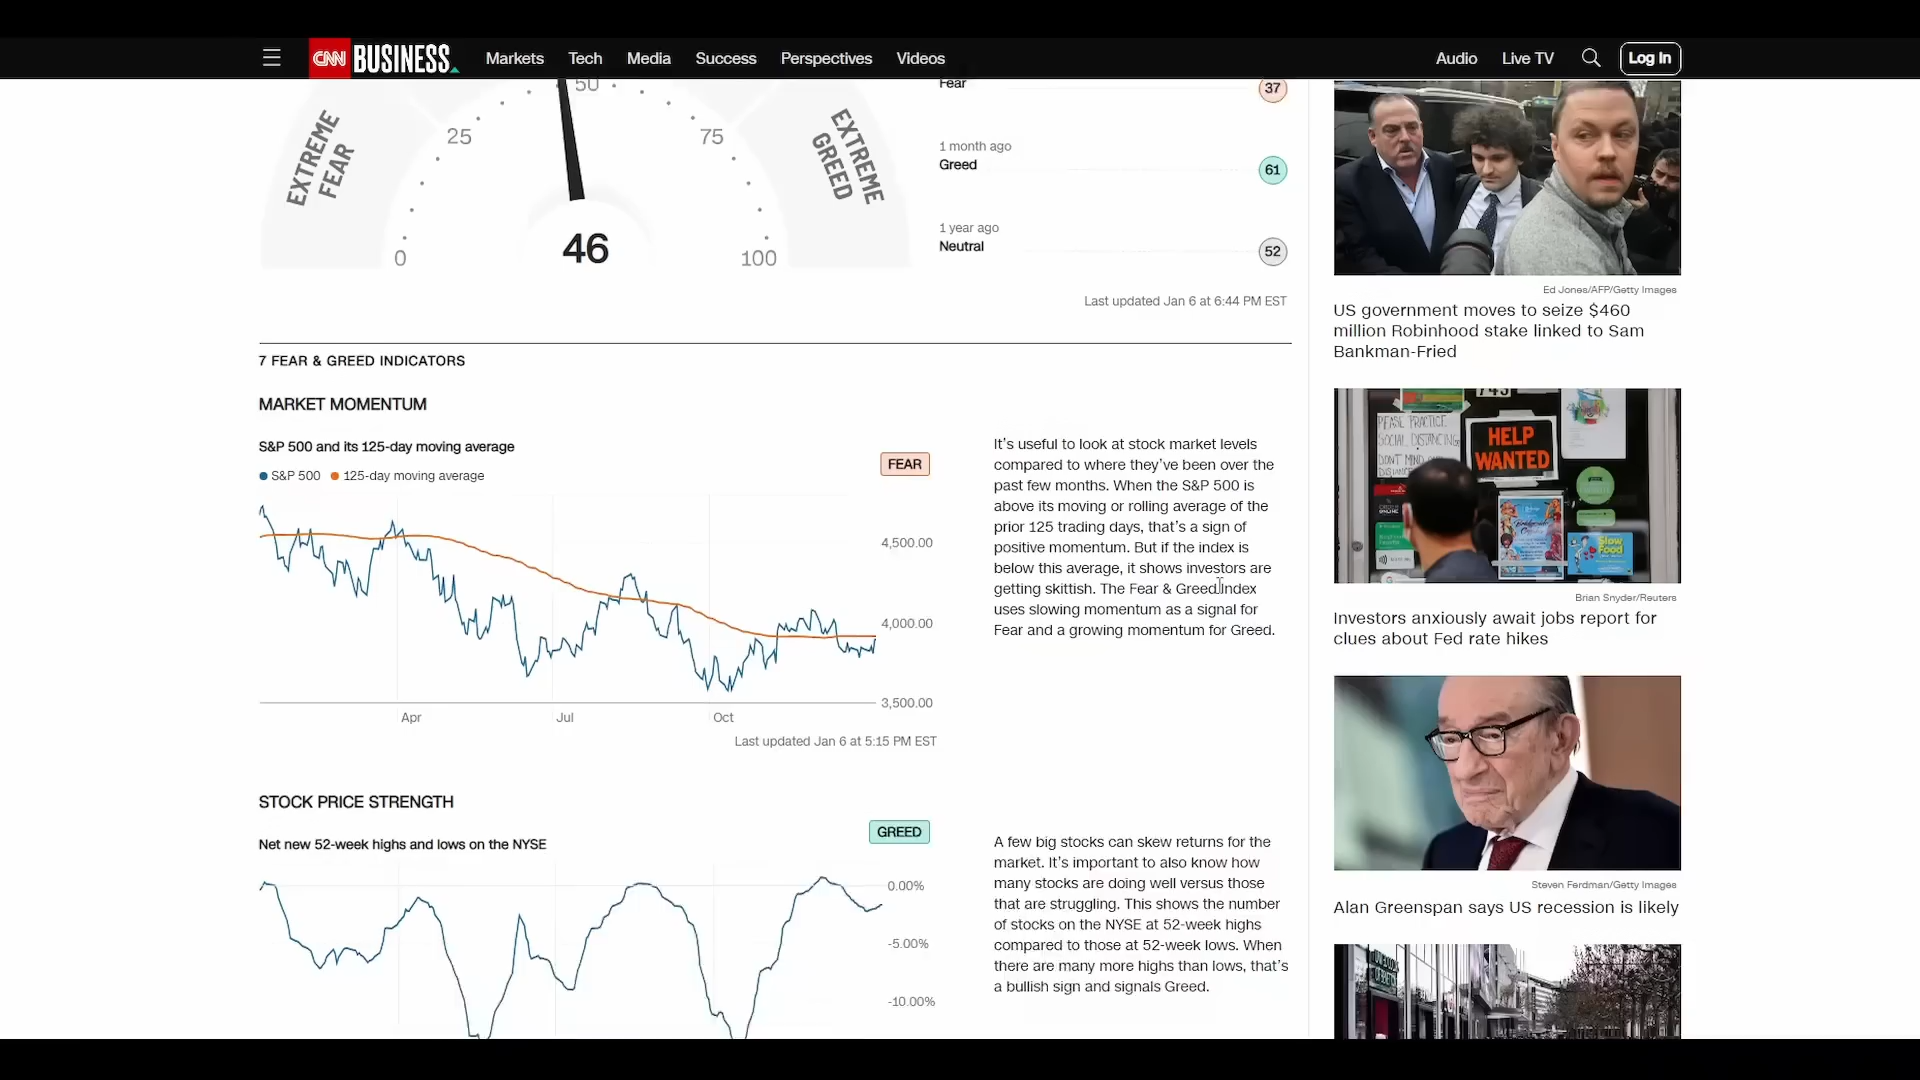 CNN BUSINESS Markets Tech Media Success Perspectives Videos Audio Live TV Log In
50
25
75
0
100
EXTREME
FEAR
EXTREME
GREED
46
Fear
37
1 month ago
Greed
61
1 year ago
Neutral
52
Last updated Jan 6 at 6:44 PM EST
7 FEAR & GREED INDICATORS
MARKET MOMENTUM
S&P 500 and its 125-day moving average
FEAR
S&P 500 125-day moving average
4,500.00
4,000.00
3,500.00
Apr Jul Oct
Last updated Jan 6 at 5:15 PM EST
It's useful to look at stock market levels
compared to where they've been over the
past few months. When the S&P 500 is
above its moving or rolling average of the
prior 125 trading days, that's a sign of
positive momentum. But if the index is
below this average, it shows investors are
getting skittish. The Fear & Greed Index
uses slowing momentum as a signal for
Fear and a growing momentum for Greed.
STOCK PRICE STRENGTH
Net new 52-week highs and lows on the NYSE
GREED
0.00%
-5.00%
-10.00%
A few big stocks can skew returns for the
market. It's important to also know how
many stocks are doing well versus those
that are struggling. This shows the number
of stocks on the NYSE at 52-week highs
compared to those at 52-week lows. When
there are many more highs than lows, that's
a bullish sign and signals Greed.
Ed Jones/AFP/Getty Images
US government moves to seize $460
million Robinhood stake linked to Sam
Bankman-Fried
743
PLEASE PRACTICE
SOCIAL DISTANCING
DON'T MIND
HELP
WANTED
Slow
Food
Brian Snyder/Reuters
Investors anxiously await jobs report for
clues about Fed rate hikes
Steven Ferdman/Getty Images
Alan Greenspan says US recession is likely